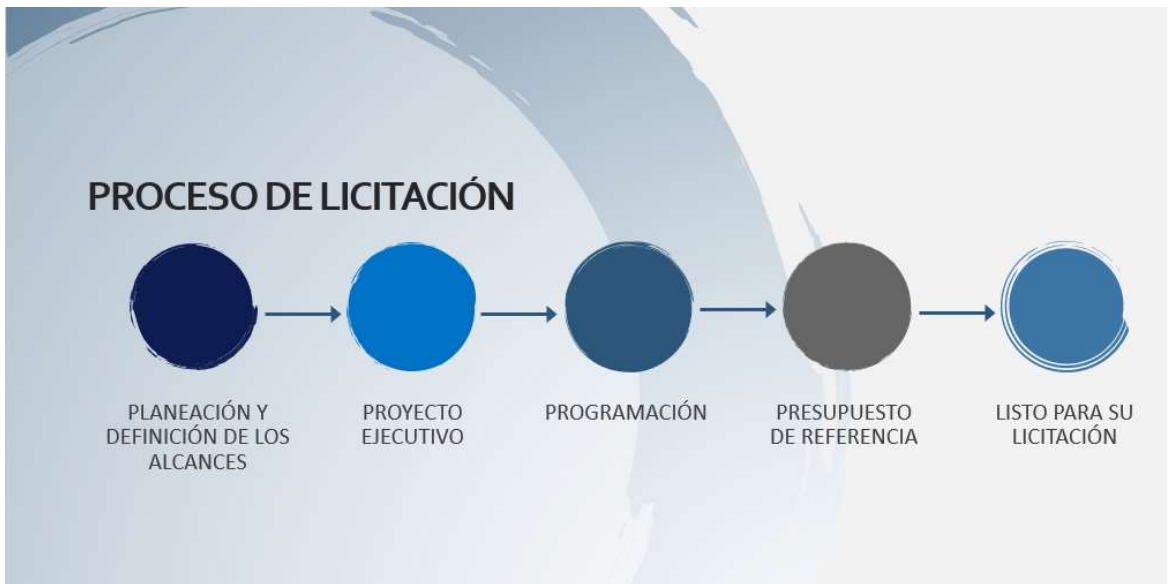 PROCESO DE LICITACIÓN
PLANEACIÓN Y
DEFINICIÓN DE LOS
ALCANCES
PROYECTO
EJECUTIVO
PROGRAMACIÓN
PRESUPUESTO
DE REFERENCIA
LISTO PARA SU
LICITACIÓN